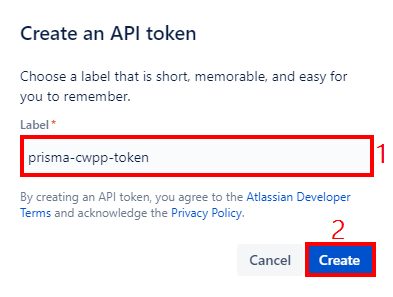 Create an API token
Choose a label that is short, memorable, and easy for
you to remember.
Label *
prisma-cwpp-token
1
By creating an API token, you agree to the Atlassian Developer
Terms and acknowledge the Privacy Policy.
2
Cancel Create